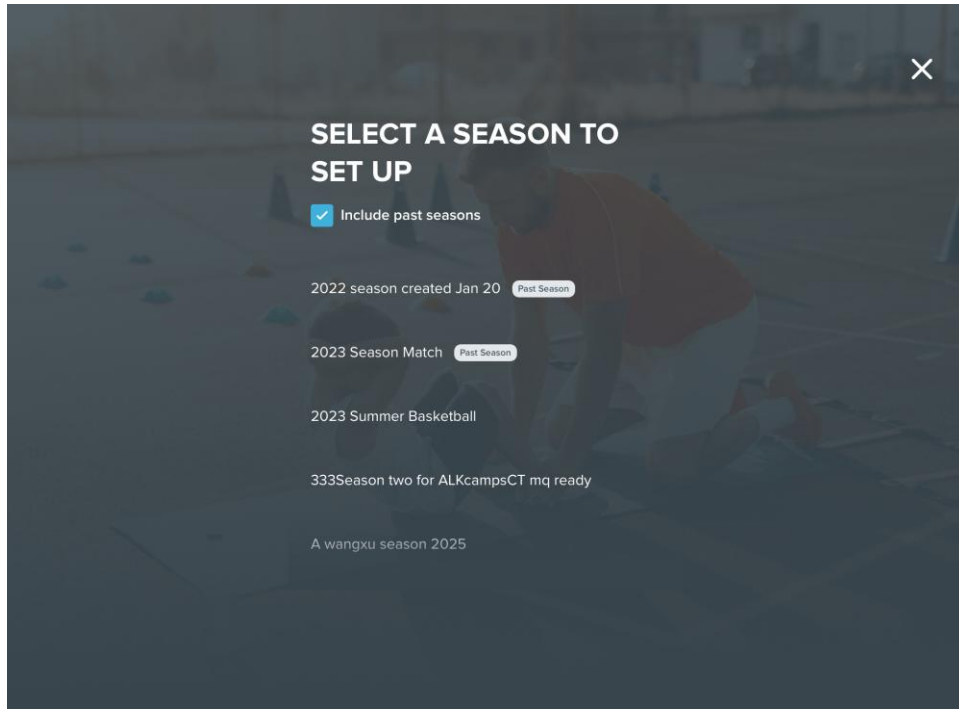 SELECT A SEASON TO
SET UP
Include past seasons
2022 season created Jan 20 Past Season
2023 Season Match Past Season
2023 Summer Basketball
333Season two for ALKcampsCT mq ready
A wangxu season 2025